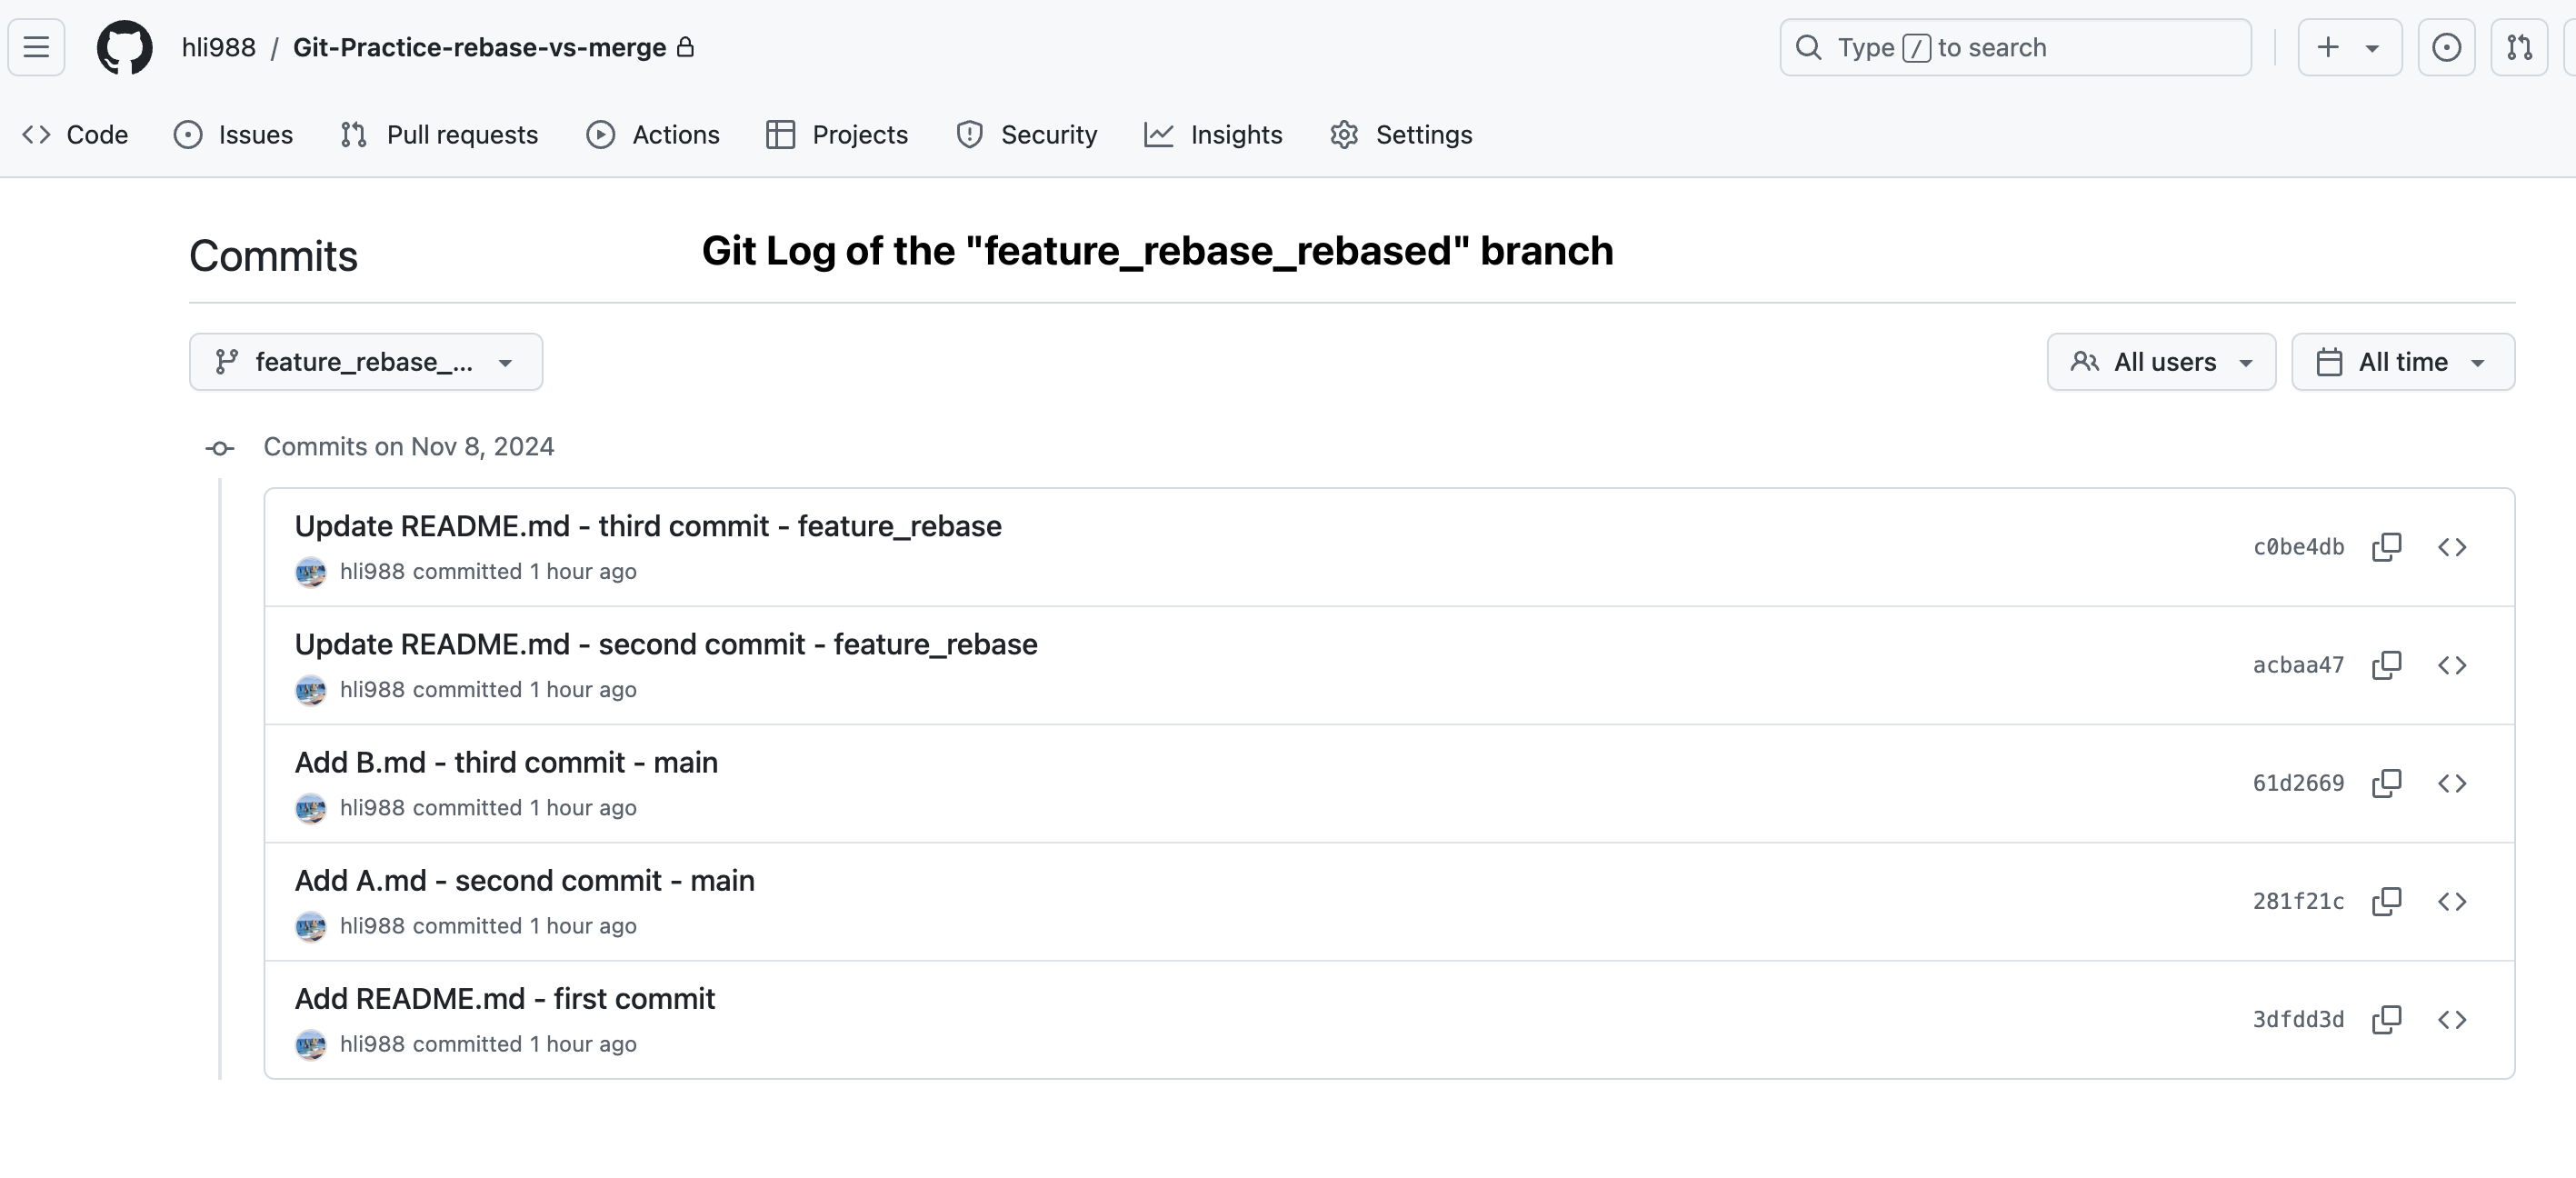 hli988 / Git-Practice-rebase-vs-merge
Type / to search
Code Issues Pull requests Actions Projects Security Insights Settings
Commits
Git Log of the "feature_rebase_rebased" branch
feature_rebase_...
All users
All time
Commits on Nov 8, 2024
Update README.md - third commit - feature_rebase
hli988 committed 1 hour ago
c0be4db
Update README.md - second commit - feature_rebase
hli988 committed 1 hour ago
acbaa47
Add B.md - third commit - main
hli988 committed 1 hour ago
61d2669
Add A.md - second commit - main
hli988 committed 1 hour ago
281f21c
Add README.md - first commit
hli988 committed 1 hour ago
3dfdd3d